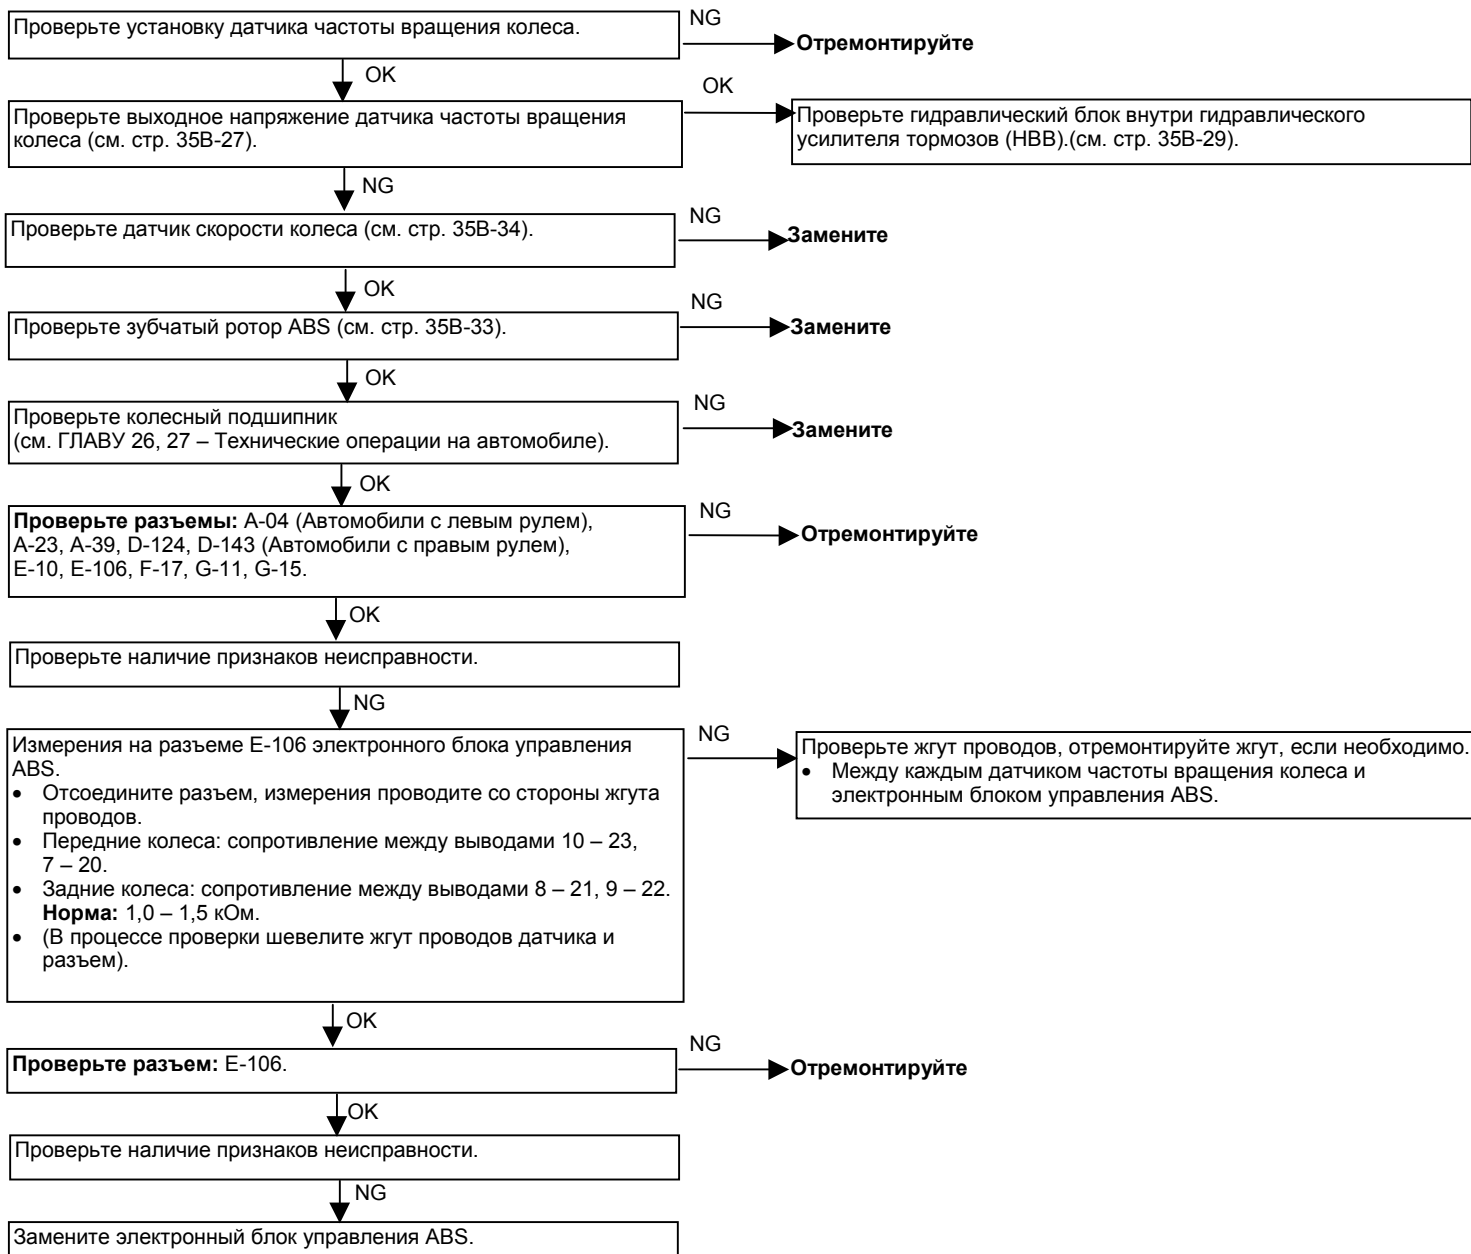 Проверьте установку датчика частоты вращения колеса.
NG
Отремонтируйте
OK
Проверьте выходное напряжение датчика частоты вращения
колеса (см. стр. 35B-27).
OK
Проверьте гидравлический блок внутри гидравлического
усилителя тормозов (HBB).(см. стр. 35B-29).
NG
Проверьте датчик скорости колеса (см. стр. 35B-34).
NG
Замените
OK
Проверьте зубчатый ротор ABS (см. стр. 35B-33).
NG
Замените
OK
Проверьте колесный подшипник
(см. ГЛАВУ 26, 27 – Технические операции на автомобиле).
NG
Замените
OK
Проверьте разъемы: A-04 (Автомобили с левым рулем),
A-23, A-39, D-124, D-143 (Автомобили с правым рулем),
E-10, E-106, F-17, G-11, G-15.
NG
Отремонтируйте
OK
Проверьте наличие признаков неисправности.
NG
Измерения на разъеме E-106 электронного блока управления
ABS.
• Отсоедините разъем, измерения проводите со стороны жгута
проводов.
• Передние колеса: сопротивление между выводами 10 – 23,
7 – 20.
• Задние колеса: сопротивление между выводами 8 – 21, 9 – 22.
Норма: 1,0 – 1,5 кОм.
• (В процессе проверки шевелите жгут проводов датчика и
разъем).
NG
Проверьте жгут проводов, отремонтируйте жгут, если необходимо.
• Между каждым датчиком частоты вращения колеса и
электронным блоком управления ABS.
OK
Проверьте разъем: E-106.
NG
Отремонтируйте
OK
Проверьте наличие признаков неисправности.
NG
Замените электронный блок управления ABS.